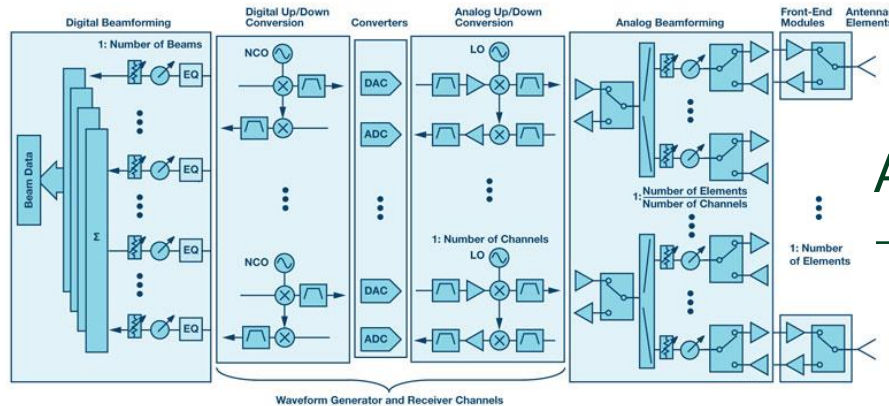 Digital Beamforming
Digital Up/Down
Conversion
Converters
Analog Up/Down
Conversion
Analog Beamforming
Front-End
Modules
Antenna
Elements
1: Number of Beams
EQ
NCO
DAC
LO
ADC
EQ
Beam Data
Σ
1: Number of Elements
Number of Channels
A
1: Number of Channels
1: Number
of Elements
EQ
NCO
LO
DAC
EQ
ADC
Waveform Generator and Receiver Channels